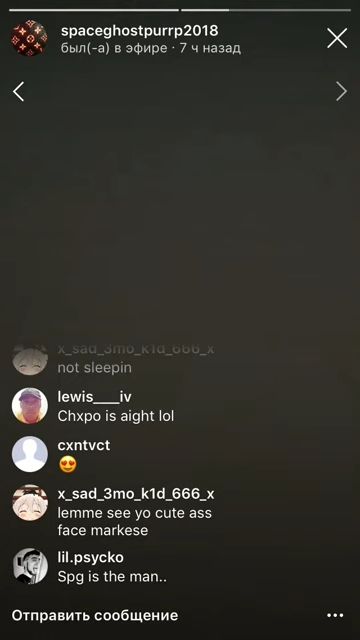 spaceghostpurrp2018
был(-а) в эфире · 7 ч назад
x_sad_3mo_k1d_666_x
not sleepin
lewis____iv
Chxpo is aight lol
cxntvct
😍
x_sad_3mo_k1d_666_x
lemme see yo cute ass
face markese
lil.psycko
Spg is the man..
Отправить сообщение